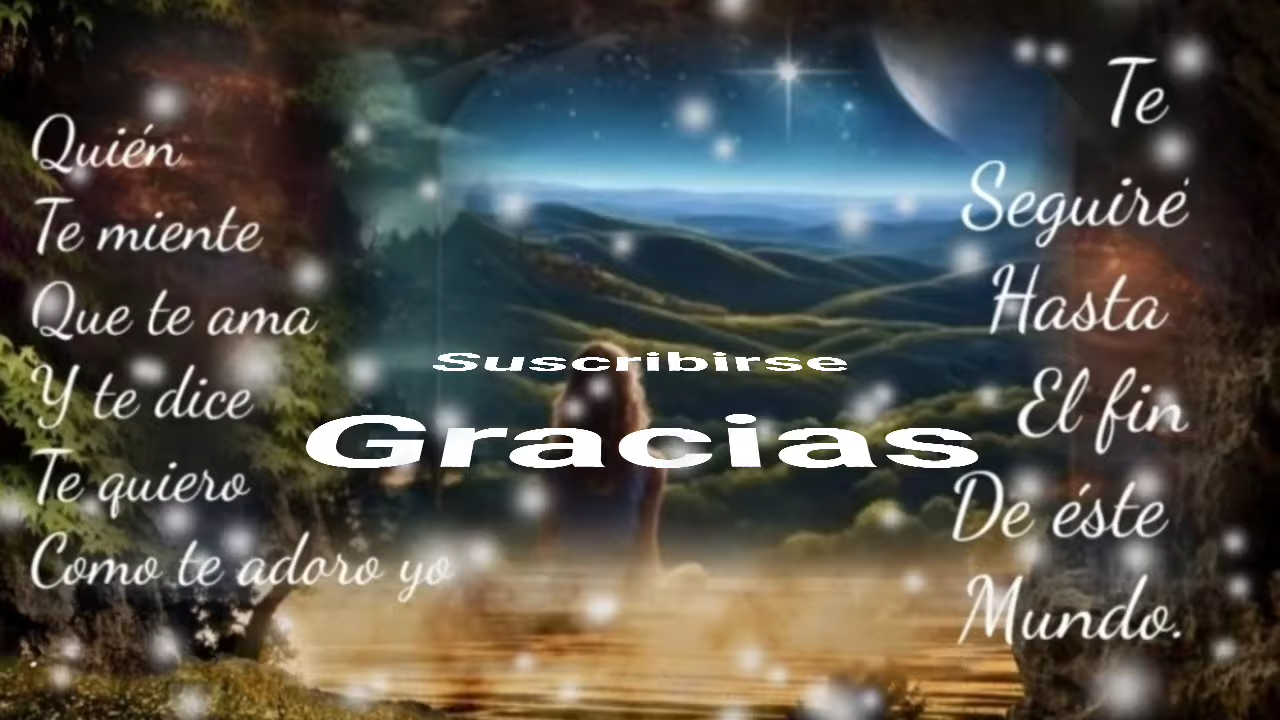 Quién
Te miente
Que te ama
Y te dice
Te quiero
Como te adoro yo
Suscribirse
Gracias
Te
Seguiré
Hasta
El fin
De éste
Mundo.